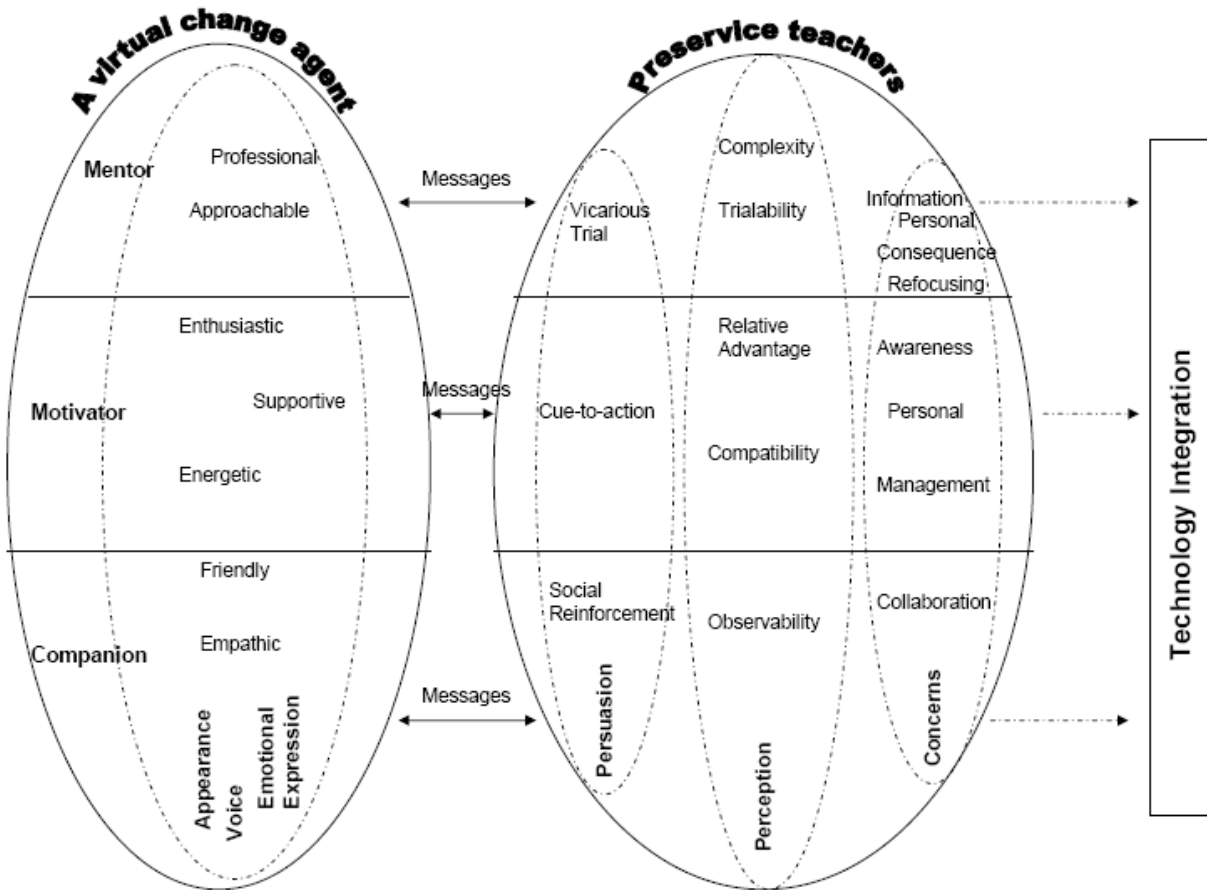 A virtual change agent
Preservice teachers
Mentor
Professional
Approachable
Messages
Vicarious
Trial
Complexity
Trialability
Information
Personal
Consequence
Refocusing
Motivator
Enthusiastic
Supportive
Energetic
Messages
Cue-to-action
Relative
Advantage
Compatibility
Awareness
Personal
Management
Companion
Friendly
Empathic
Appearance
Voice
Emotional
Expression
Messages
Social
Reinforcement
Persuasion
Observability
Perception
Collaboration
Concerns
Technology Integration